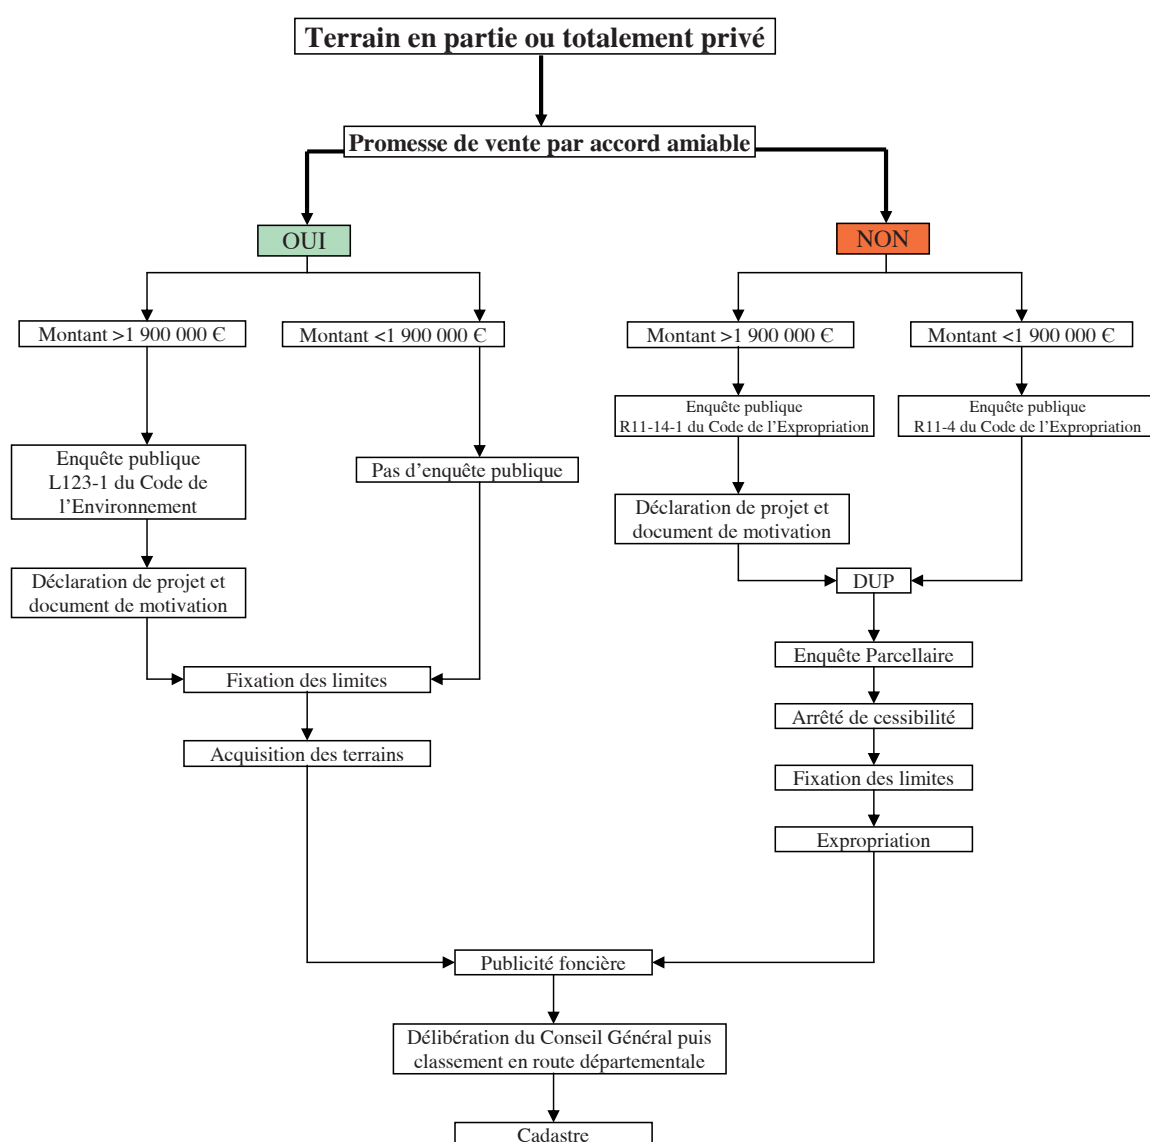 Terrain en partie ou totalement privé
Promesse de vente par accord amiable
OUI
NON
Montant >1 900 000 €
Montant <1 900 000 €
Montant >1 900 000 €
Montant <1 900 000 €
Enquête publique
R11-14-1 du Code de l’Expropriation
Enquête publique
R11-4 du Code de l’Expropriation
Enquête publique
L123-1 du Code de
l’Environnement
Pas d’enquête publique
Déclaration de projet et
document de motivation
Déclaration de projet et
document de motivation
DUP
Enquête Parcellaire
Fixation des limites
Arrêté de cessibilité
Acquisition des terrains
Fixation des limites
Expropriation
Publicité foncière
Délibération du Conseil Général puis
classement en route départementale
Cadastre